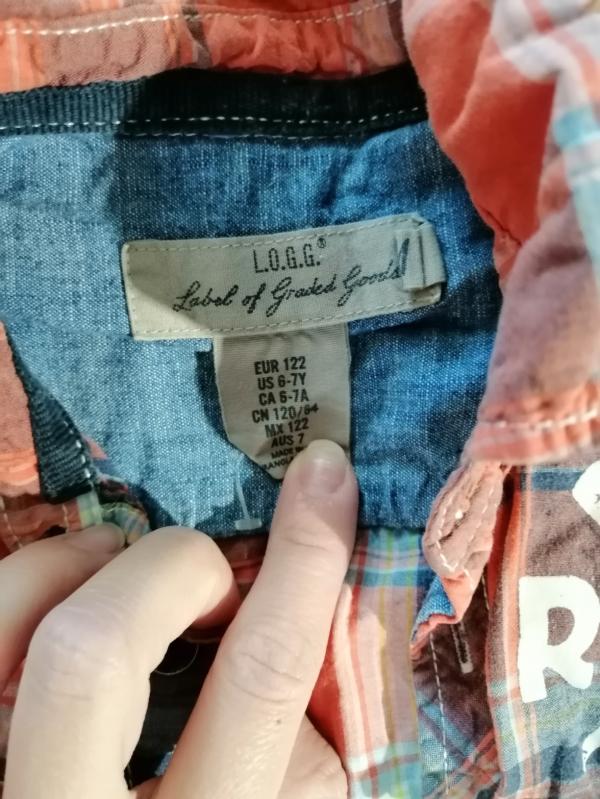 L.O.G.G.®
Label of Graded Goods
EUR 122
US 6-7Y
CA 6-7A
CN 120/64
MX 122
AUS 7
MADE
R